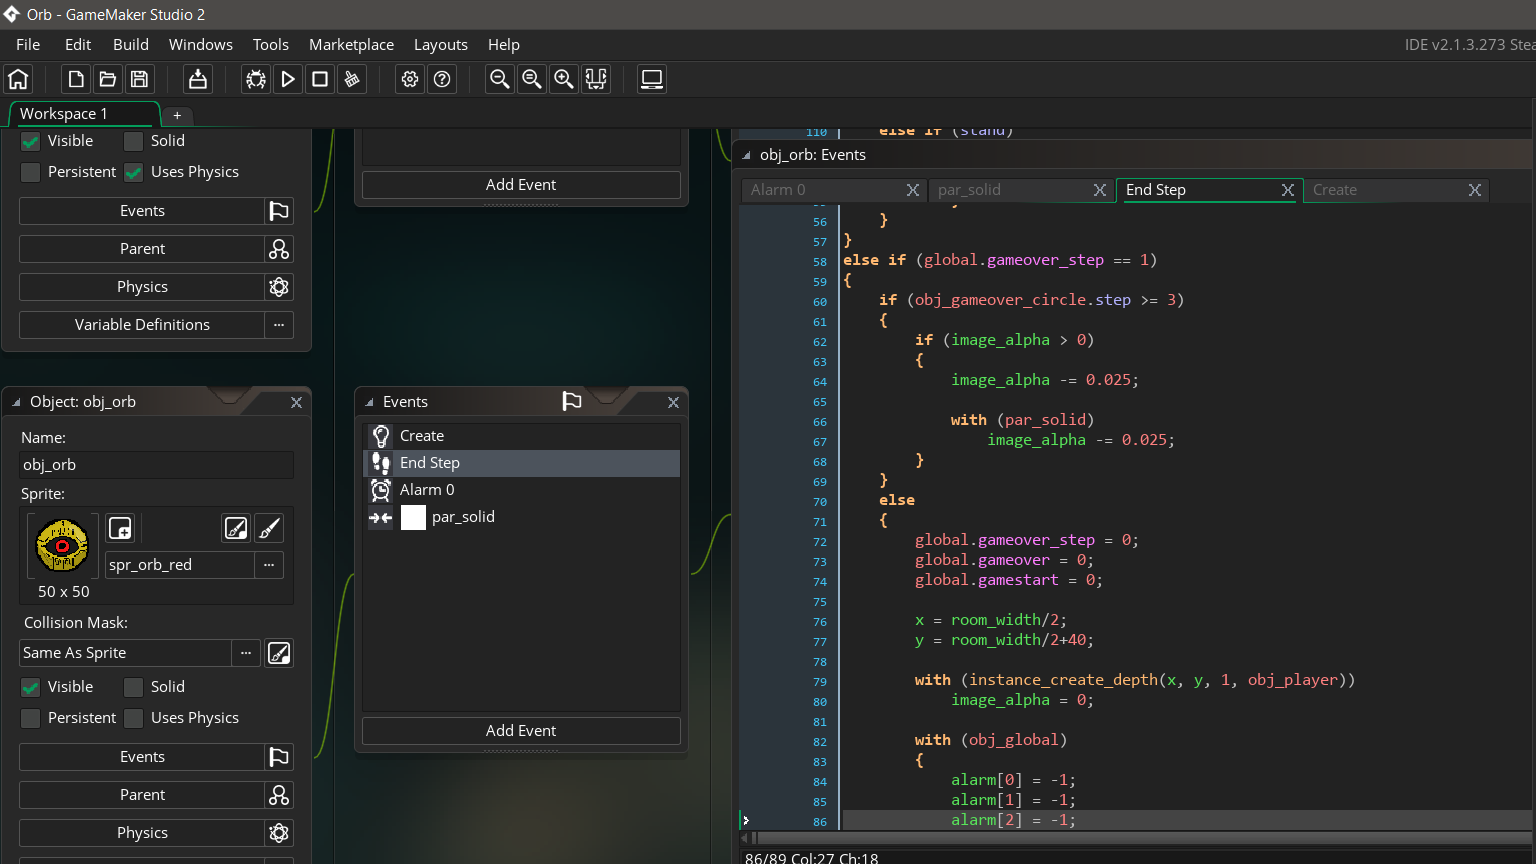 Orb - GameMaker Studio 2
File Edit Build Windows Tools Marketplace Layouts Help
IDE v2.1.3.273 Stea
Workspace 1 +
Visible Solid
Persistent Uses Physics
Events
Parent
Physics
Variable Definitions ...
Object: obj_orb
Name:
obj_orb
Sprite:
spr_orb_red ...
50 x 50
Collision Mask:
Same As Sprite ...
Visible Solid
Persistent Uses Physics
Events
Parent
Physics
Add Event
Events
Create
End Step
Alarm 0
par_solid
Add Event
110 else if (stand)
obj_orb: Events
Alarm 0 X par_solid X End Step X Create X
56 }
57 }
58 else if (global.gameover_step == 1)
59 {
60 if (obj_gameover_circle.step >= 3)
61 {
62 if (image_alpha > 0)
63 {
64 image_alpha -= 0.025;
65
66 with (par_solid)
67 image_alpha -= 0.025;
68 }
69 }
70 else
71 {
72 global.gameover_step = 0;
73 global.gameover = 0;
74 global.gamestart = 0;
75
76 x = room_width/2;
77 y = room_width/2+40;
78
79 with (instance_create_depth(x, y, 1, obj_player))
80 image_alpha = 0;
81
82 with (obj_global)
83 {
84 alarm[0] = -1;
85 alarm[1] = -1;
86 alarm[2] = -1;
86/89 Col:27 Ch:18